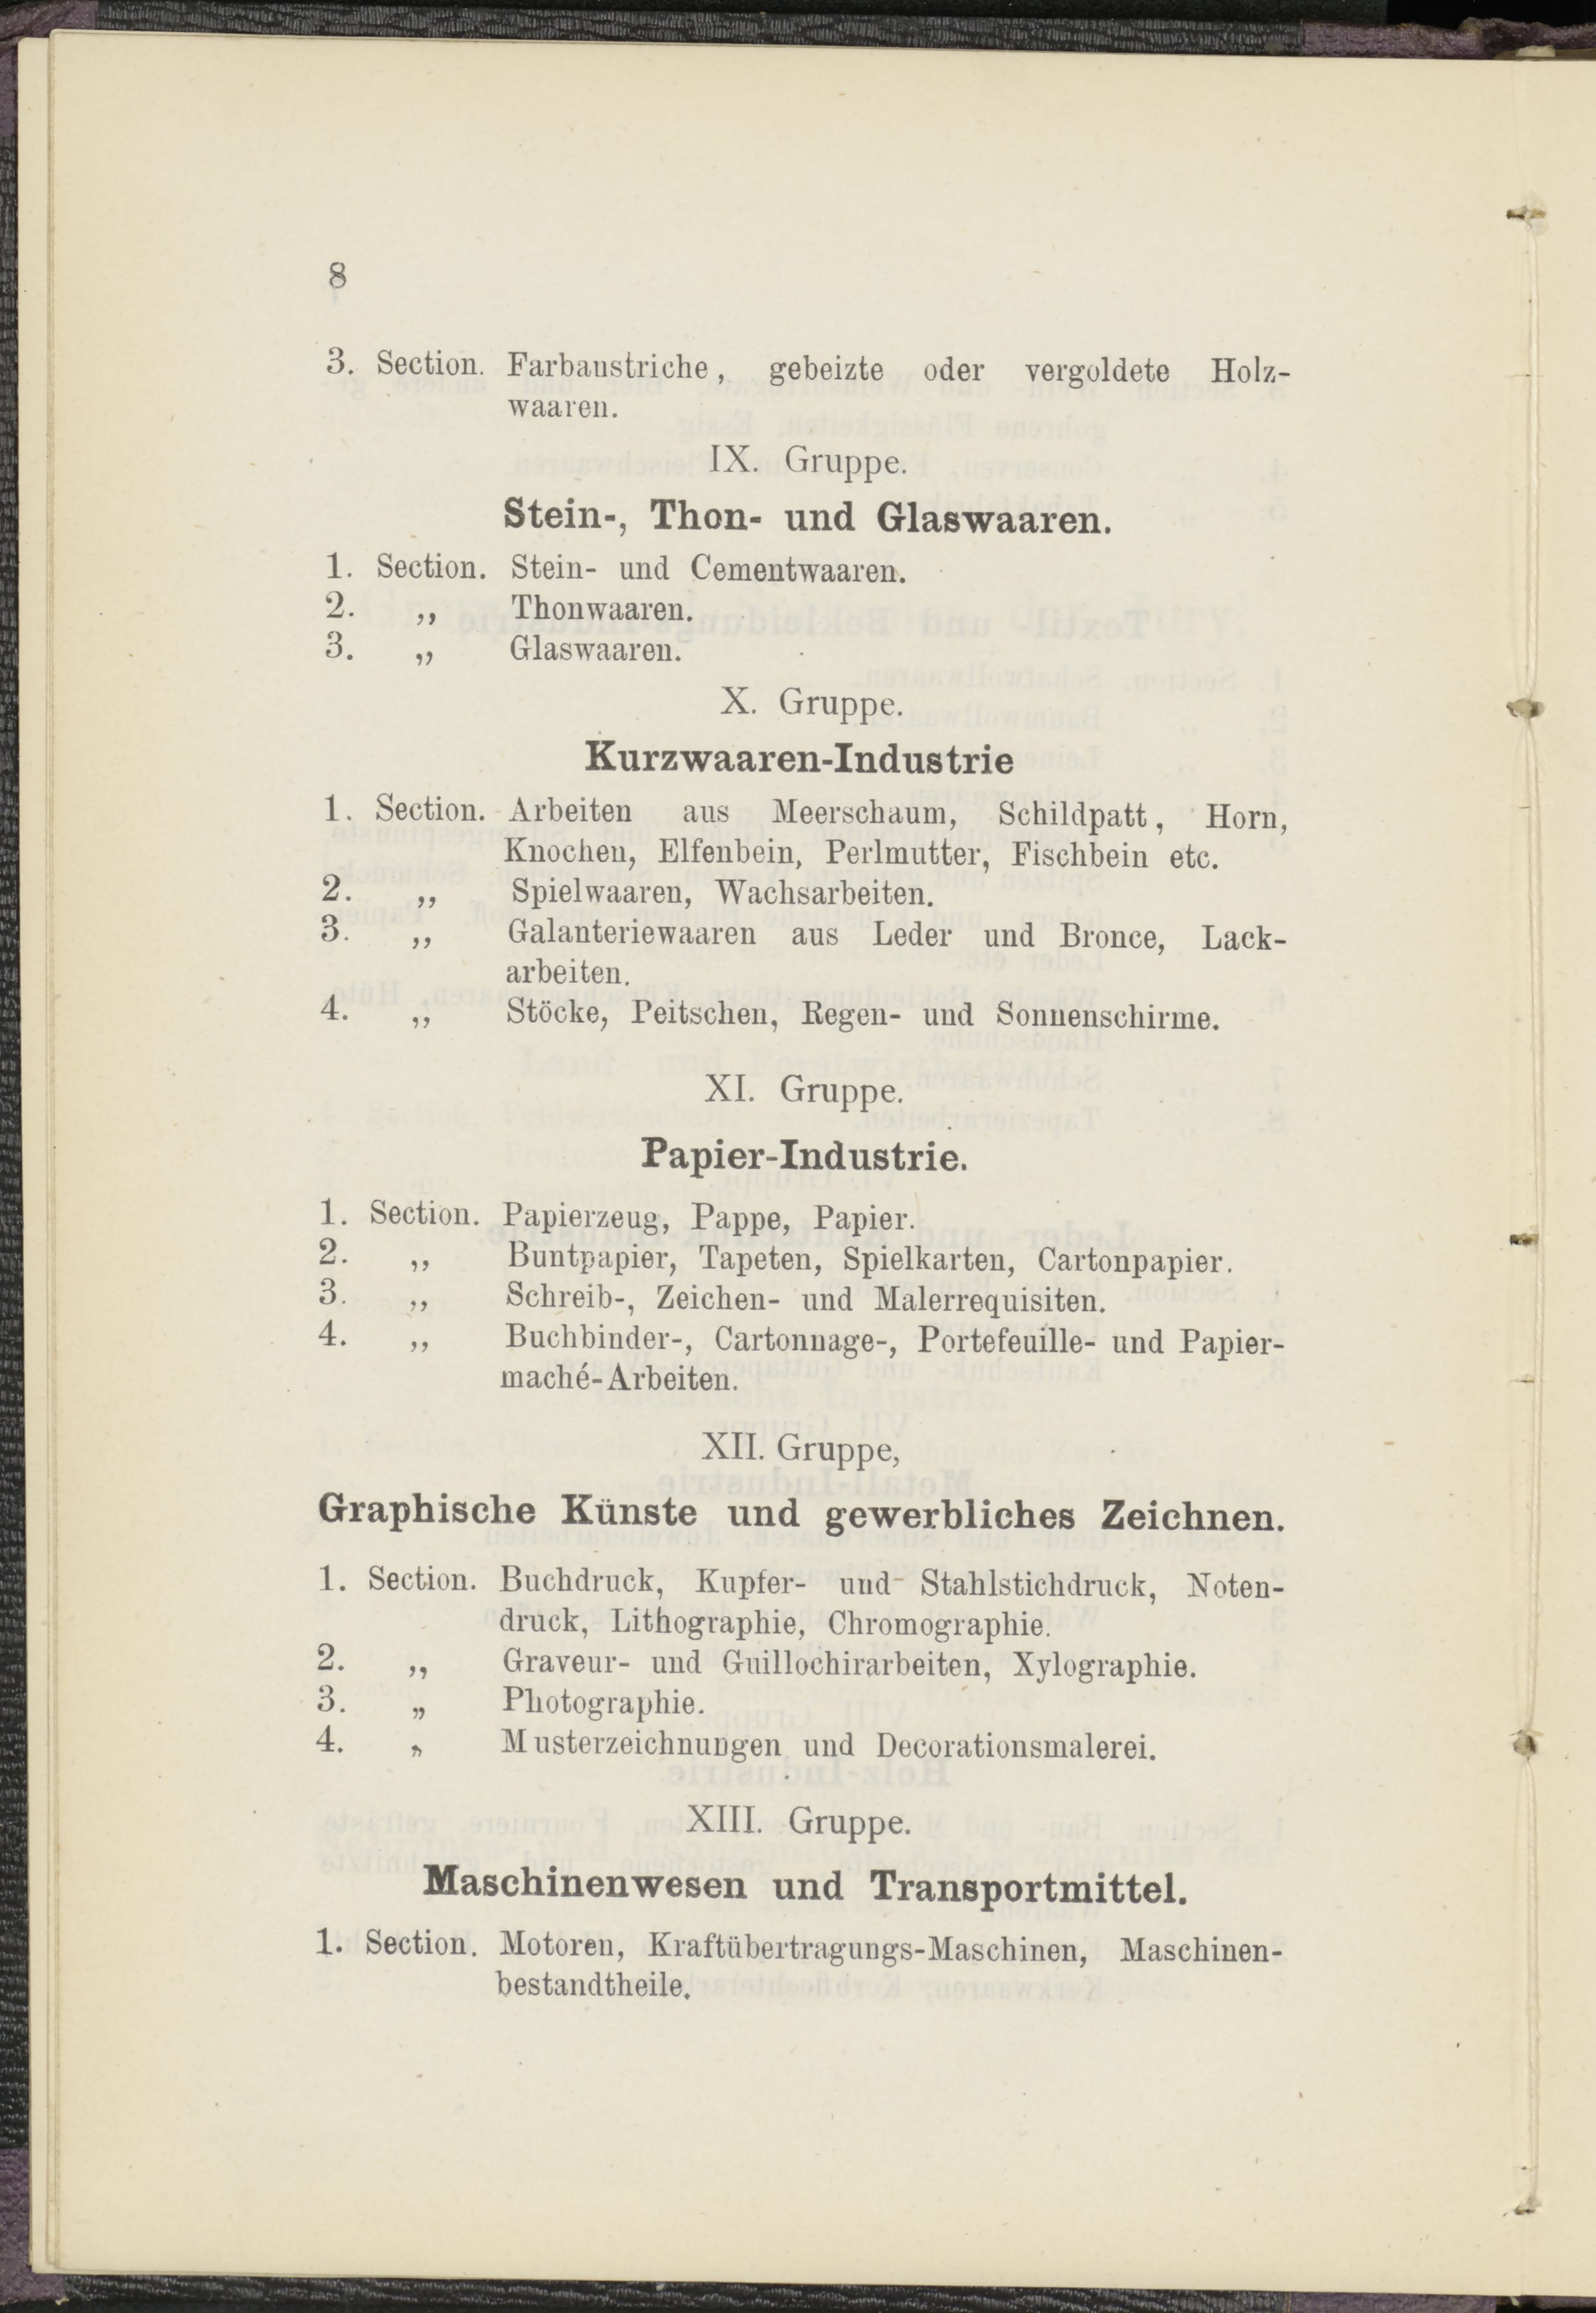 8
3. Section. Farbanstriche, gebeizte oder vergoldete Holz-
waaren.
IX. Gruppe.
Stein-, Thon- und Glaswaaren.
1. Section. Stein- und Cementwaaren.
2. „ Thonwaaren.
3. „ Glaswaaren.
X. Gruppe.
Kurzwaaren-Industrie
1. Section. Arbeiten aus Meerschaum, Schildpatt, Horn,
Knochen, Elfenbein, Perlmutter, Fischbein etc.
2. „ Spielwaaren, Wachsarbeiten.
3. „ Galanteriewaaren aus Leder und Bronce, Lack-
arbeiten.
4. „ Stöcke, Peitschen, Regen- und Sonnenschirme.
XI. Gruppe.
Papier-Industrie.
1. Section. Papierzeug, Pappe, Papier.
2. „ Buntpapier, Tapeten, Spielkarten, Cartonpapier.
3. „ Schreib-, Zeichen- und Malerrequisiten.
4. „ Buchbinder-, Cartonnage-, Portefeuille- und Papier-
maché-Arbeiten.
XII. Gruppe,
Graphische Künste und gewerbliches Zeichnen.
1. Section. Buchdruck, Kupfer- und Stahlstichdruck, Noten-
druck, Lithographie, Chromographie.
2. „ Graveur- und Guillochirarbeiten, Xylographie.
3. „ Photographie.
4. „ Musterzeichnungen und Decorationsmalerei.
XIII. Gruppe.
Maschinenwesen und Transportmittel.
1. Section. Motoren, Kraftübertragungs-Maschinen, Maschinen-
bestandtheile.